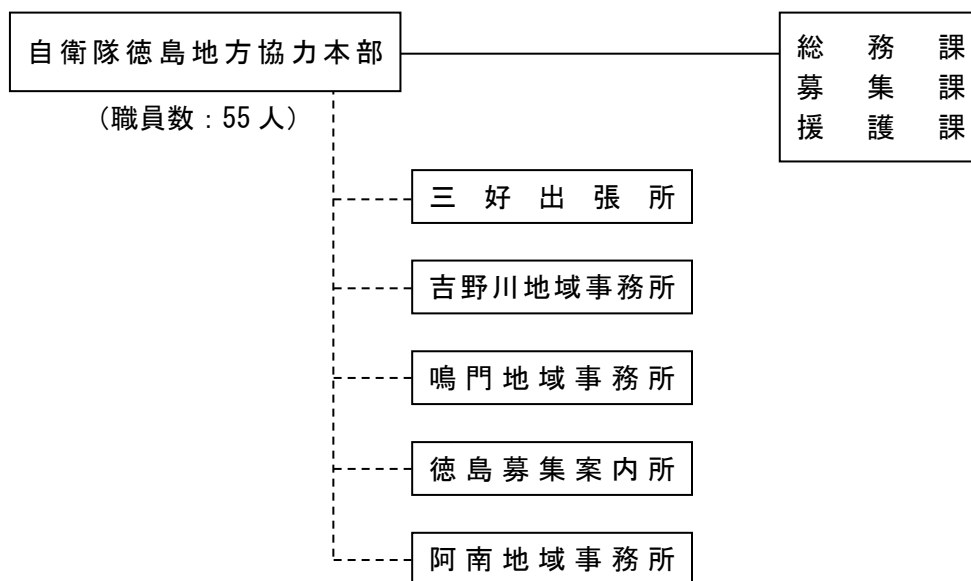 自衛隊徳島地方協力本部
(職員数:55人)
総務課
募集課
援護課
三好出張所
吉野川地域事務所
鳴門地域事務所
徳島募集案内所
阿南地域事務所